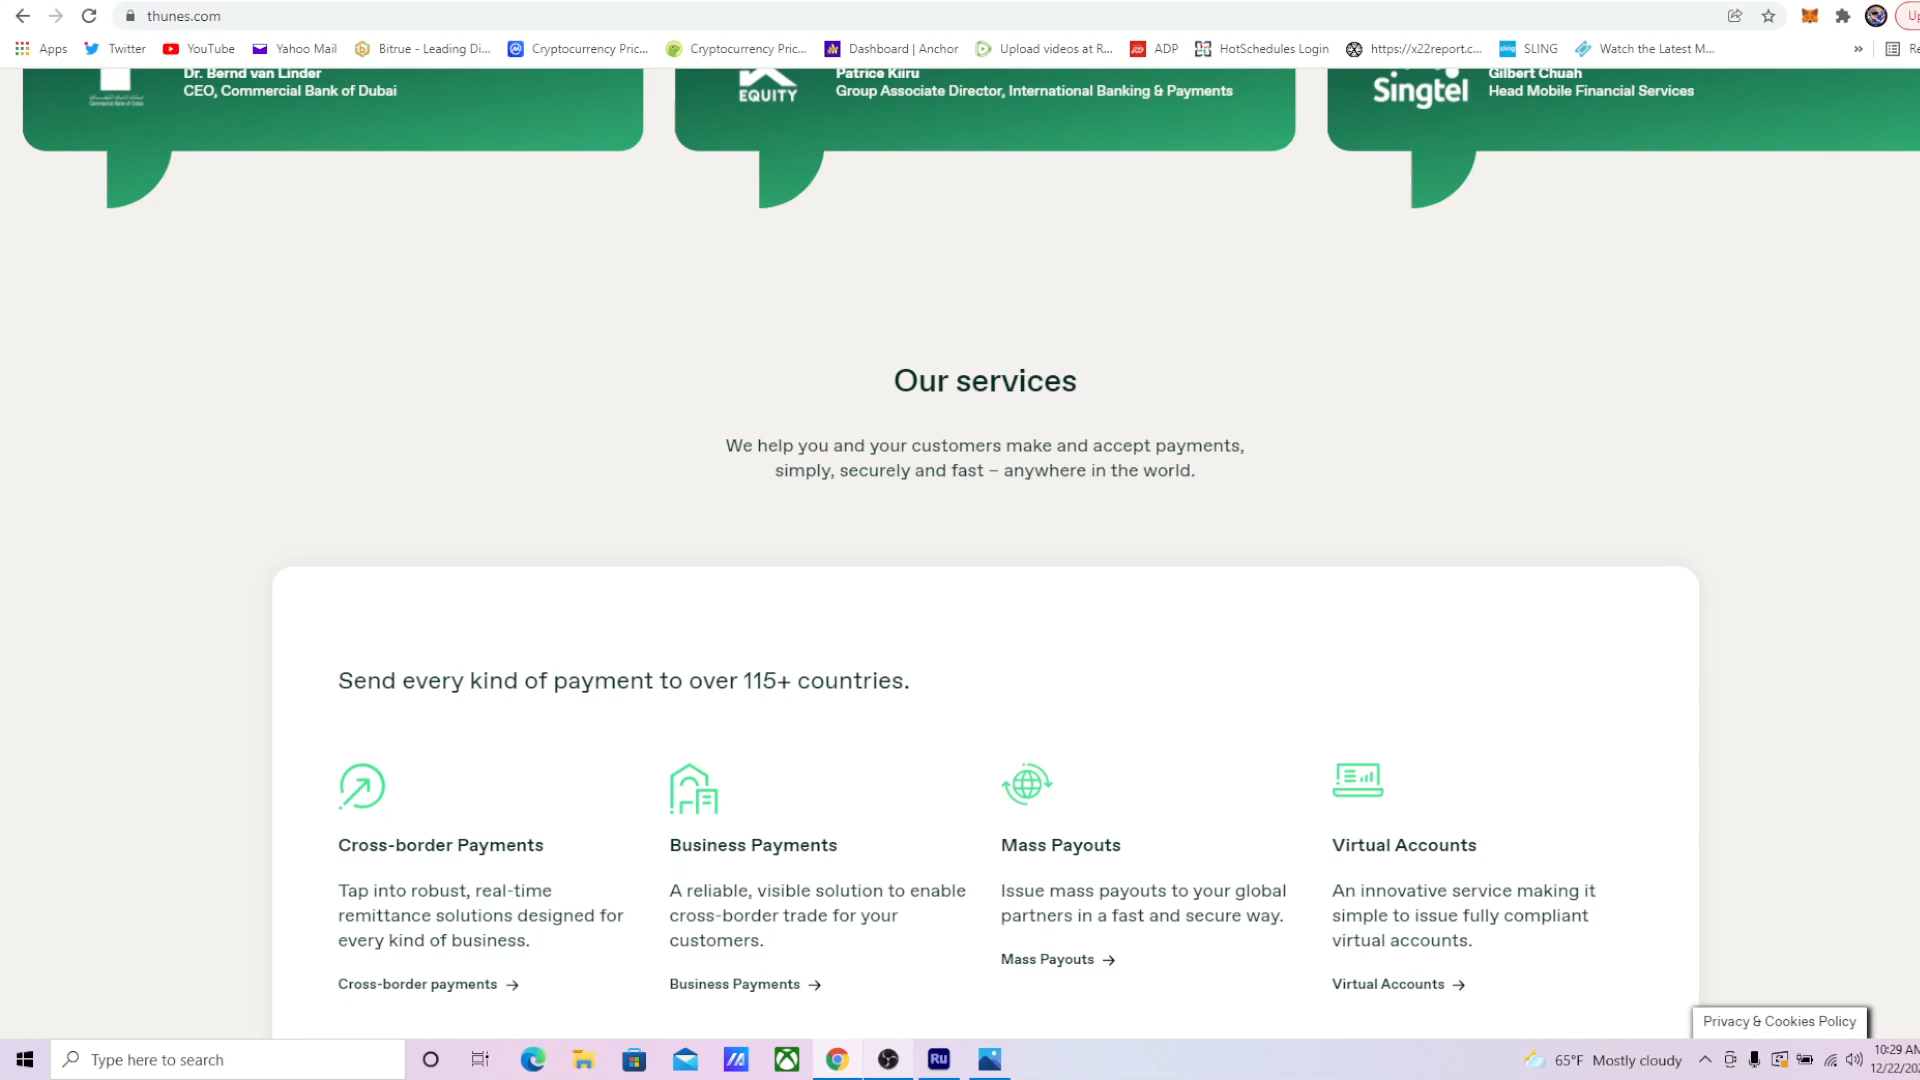 thunes.com
Up
Apps Twitter YouTube Yahoo Mail Bitrue - Leading Di... Cryptocurrency Pric... Cryptocurrency Pric... Dashboard | Anchor Upload videos at R... ADP HotSchedules Login https://x22report.c... SLING Watch the Latest M... » Re
Dr. Bernd van Linder
CEO, Commercial Bank of Dubai
EQUITY
Patrice Kiiru
Group Associate Director, International Banking & Payments
Singtel
Gilbert Chuah
Head Mobile Financial Services
Our services
We help you and your customers make and accept payments,
simply, securely and fast – anywhere in the world.
Send every kind of payment to over 115+ countries.
Cross-border Payments
Tap into robust, real-time
remittance solutions designed for
every kind of business.
Cross-border payments →
Business Payments
A reliable, visible solution to enable
cross-border trade for your
customers.
Business Payments →
Mass Payouts
Issue mass payouts to your global
partners in a fast and secure way.
Mass Payouts →
Virtual Accounts
An innovative service making it
simple to issue fully compliant
virtual accounts.
Virtual Accounts →
Privacy & Cookies Policy
Type here to search
Ru
65°F Mostly cloudy
10:29 AM
12/22/202